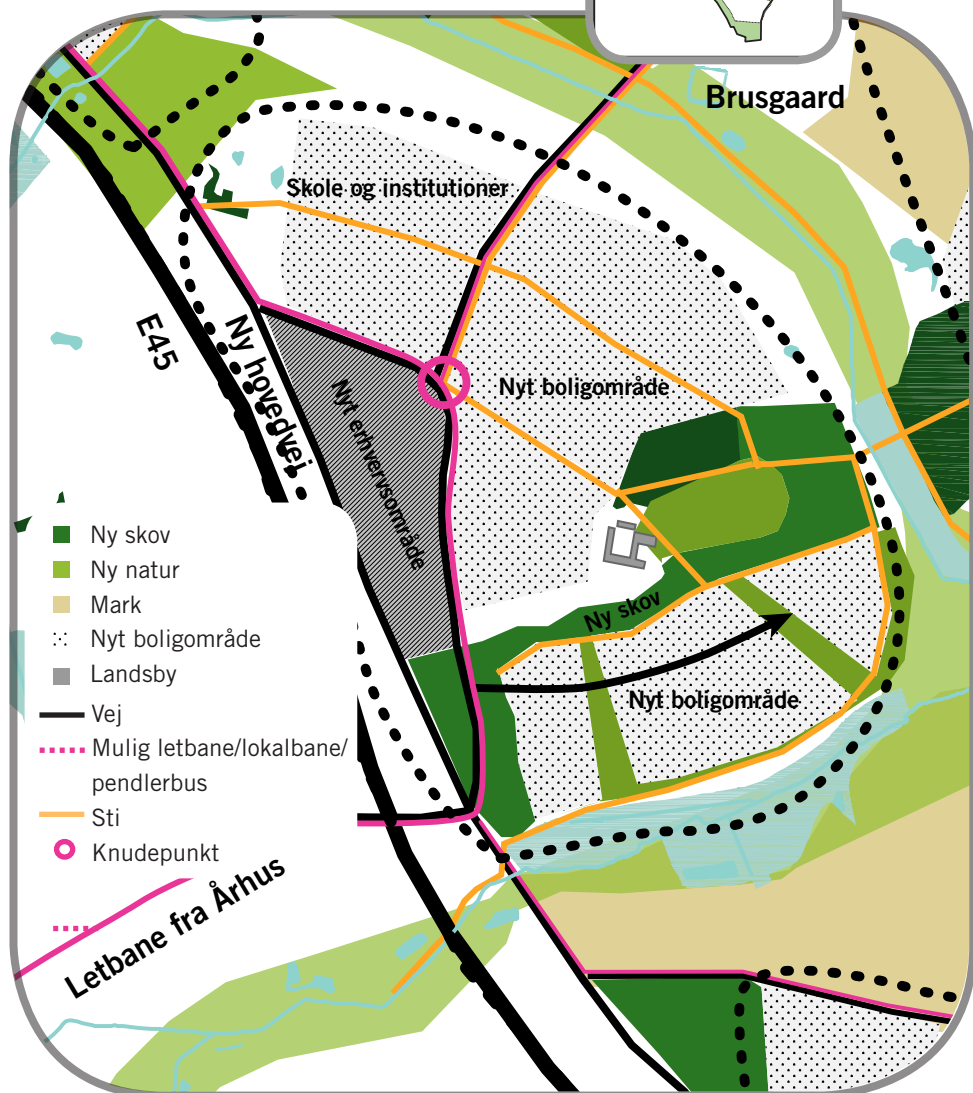 Brusgaard
Skole og institutioner
E45
Ny hovedvej
Nyt erhvervsområde
Nyt boligområde
Ny skov
Nyt boligområde
Ny skov
Ny natur
Mark
Nyt boligområde
Landsby
Vej
Mulig letbane/lokalbane/
pendlerbus
Sti
Knudepunkt
Letbane fra Århus